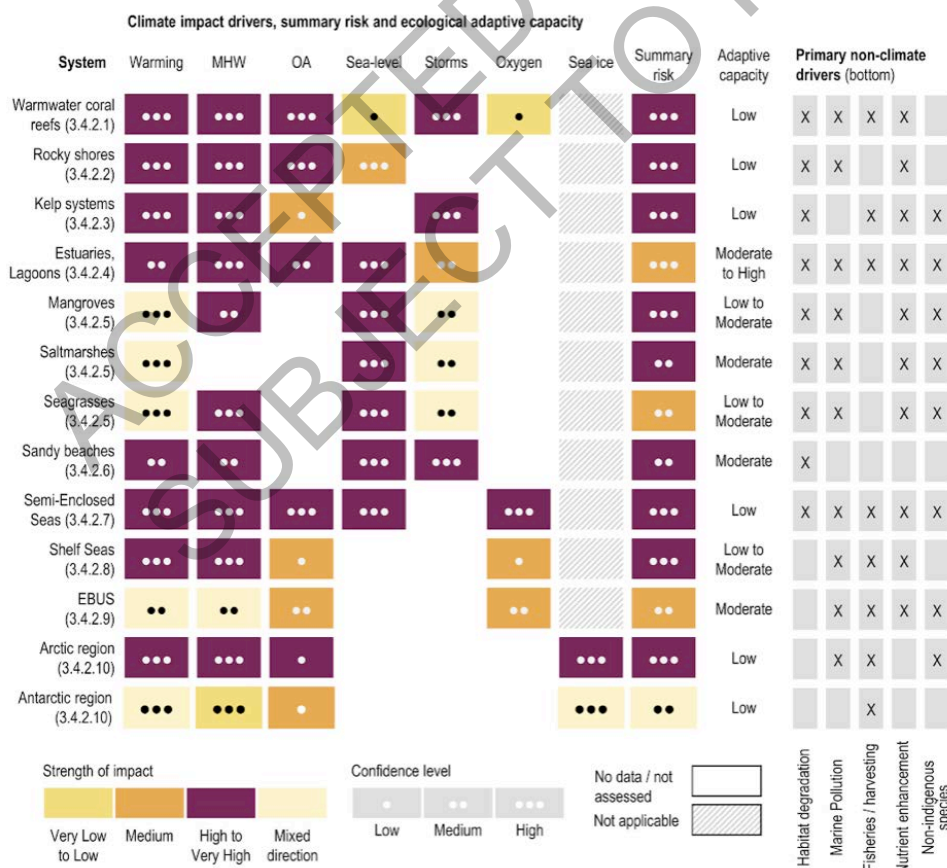 Climate impact drivers, summary risk and ecological adaptive capacity
System Warming MHW OA Sea-level Storms Oxygen Sea ice Summary risk Adaptive capacity Primary non-climate drivers (bottom)
Warmwater coral reefs (3.4.2.1) Low X X X X
Rocky shores (3.4.2.2) Low X X X
Kelp systems (3.4.2.3) Low X X X X
Estuaries, Lagoons (3.4.2.4) Moderate to High X X X X X
Mangroves (3.4.2.5) Low to Moderate X X X X
Saltmarshes (3.4.2.5) Moderate X X X X
Seagrasses (3.4.2.5) Low to Moderate X X X X
Sandy beaches (3.4.2.6) Moderate X
Semi-Enclosed Seas (3.4.2.7) Low X X X X X
Shelf Seas (3.4.2.8) Low to Moderate X X X
EBUS (3.4.2.9) Moderate X X X X
Arctic region (3.4.2.10) Low X X X
Antarctic region (3.4.2.10) Low X
Strength of impact
Very Low to Low
Medium
High to Very High
Mixed direction
Confidence level
Low
Medium
High
No data / not assessed
Not applicable
Habitat degradation
Marine Pollution
Fisheries / harvesting
Nutrient enhancement
Non-indigenous species
ACCEPTED
SUBJECT TO